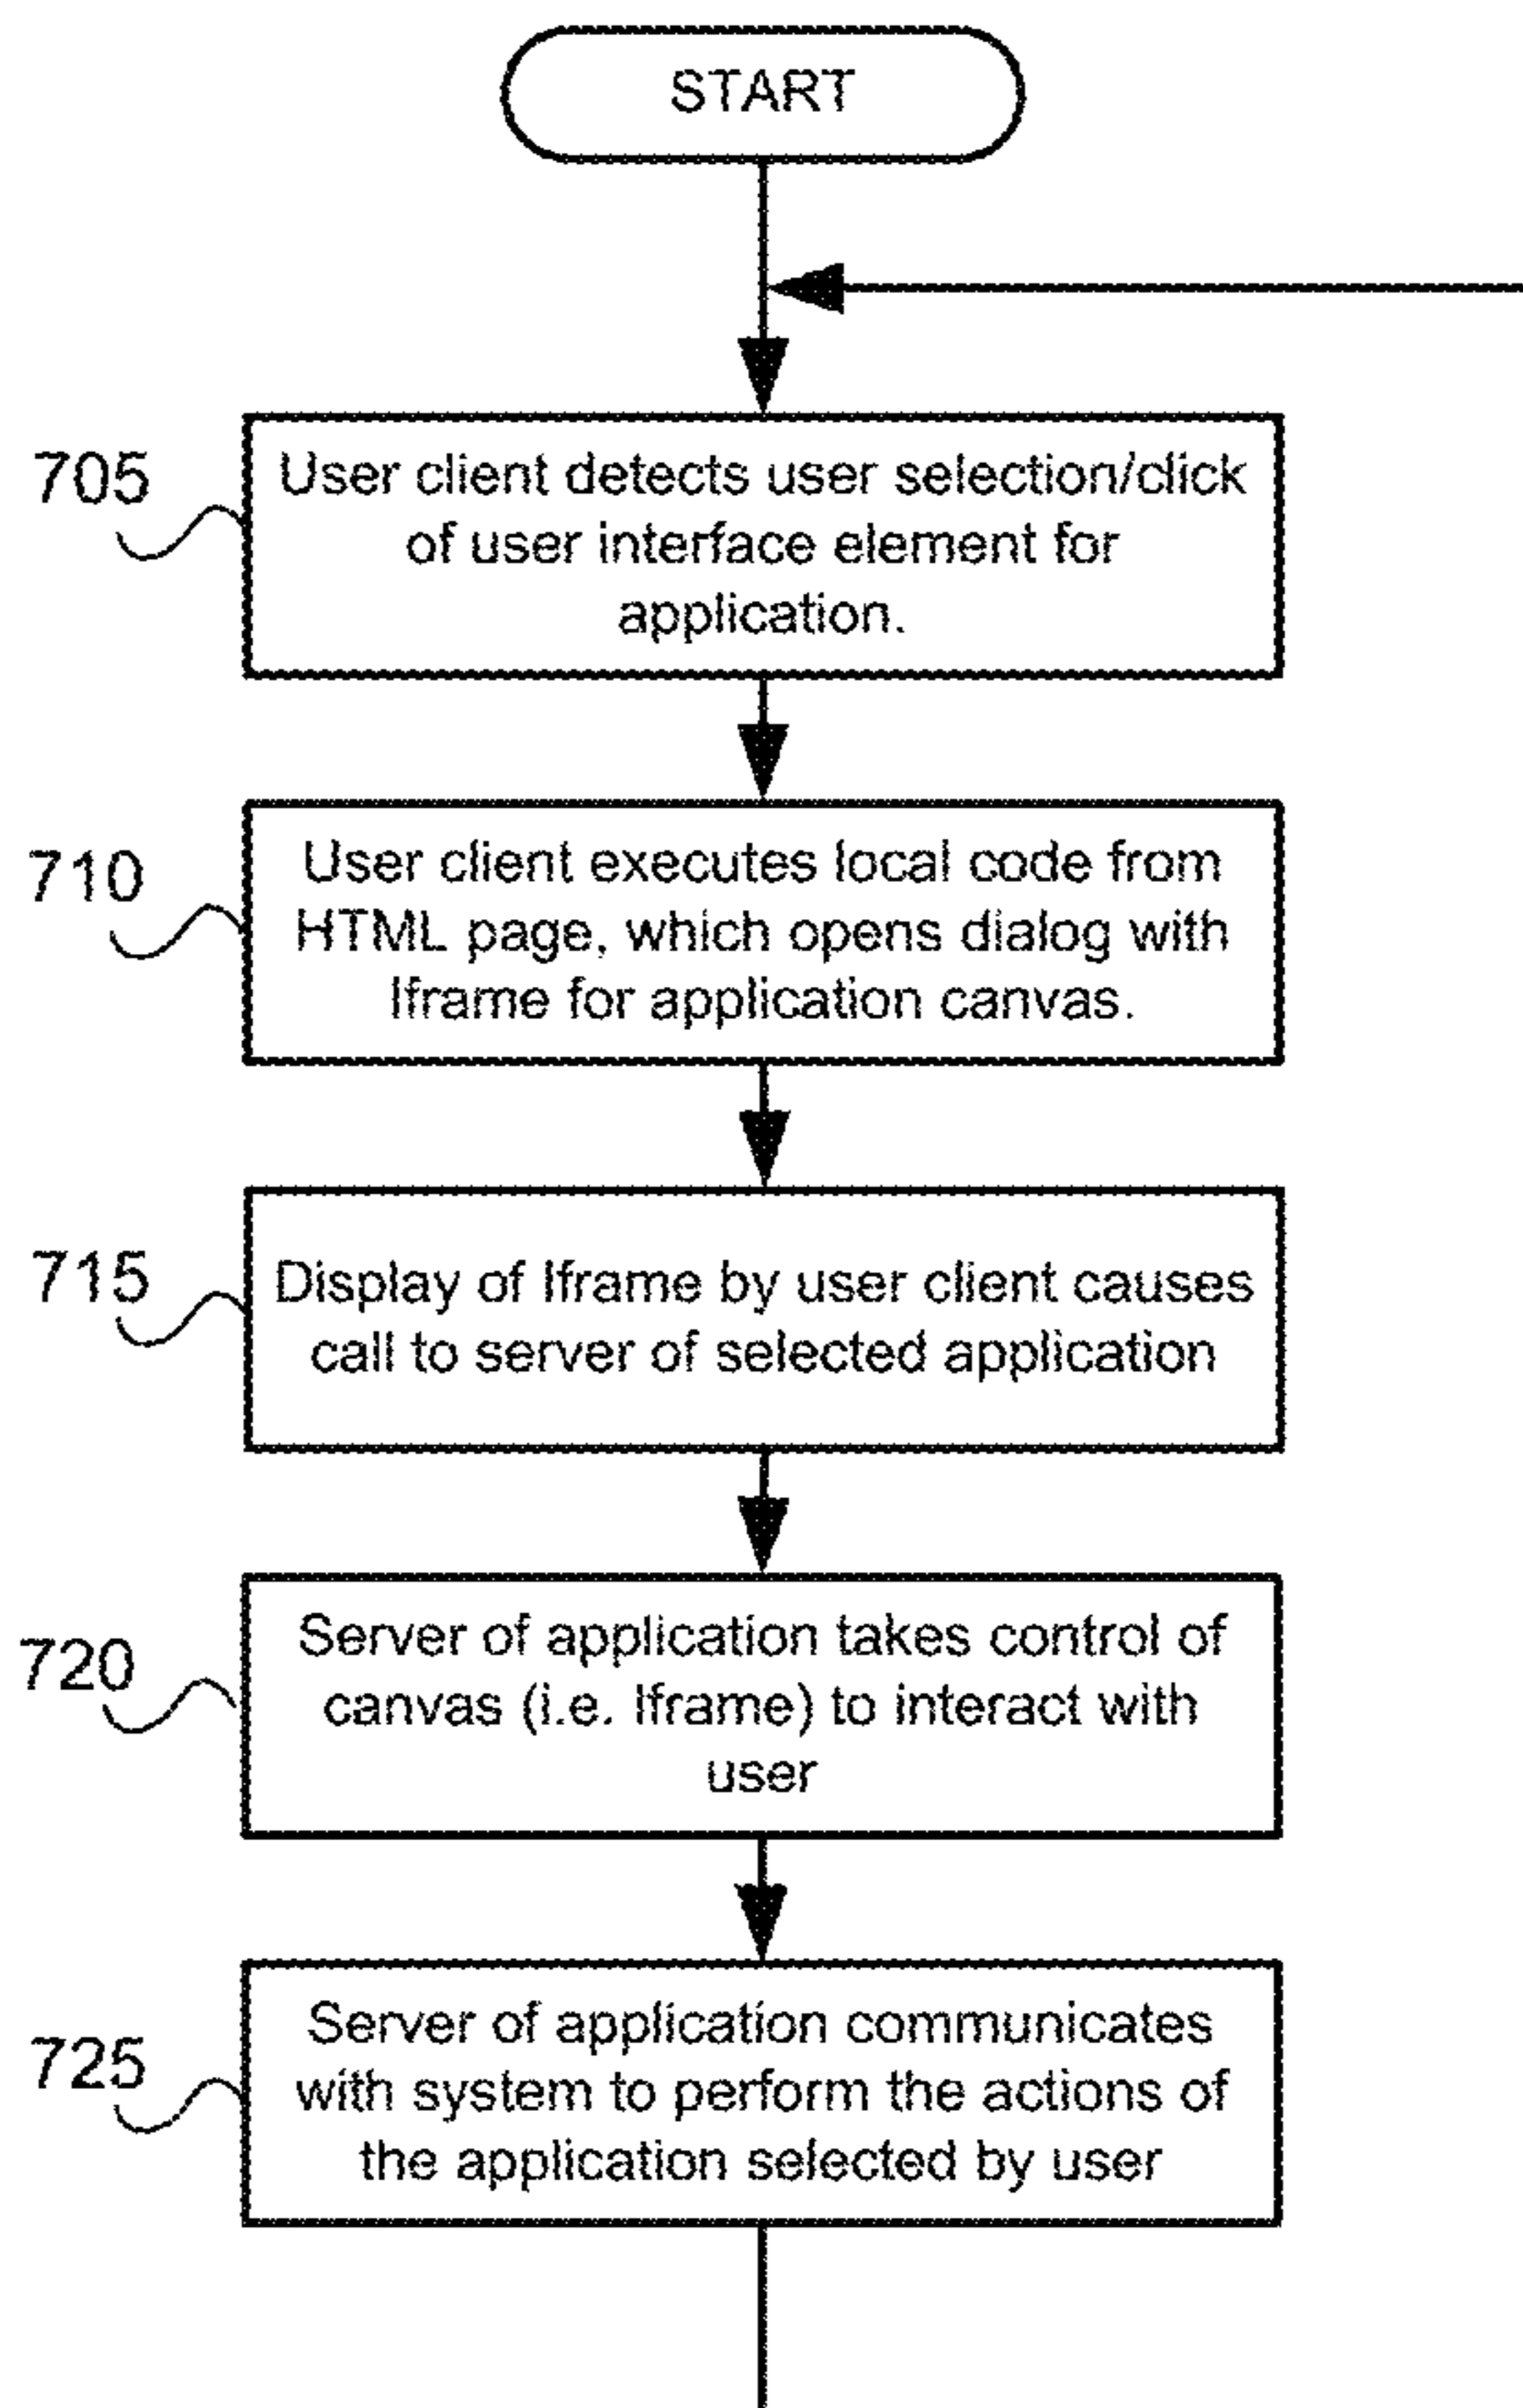 START
705
User client detects user selection/click
of user interface element for
application.
710
User client executes local code from
HTML page, which opens dialog with
Iframe for application canvas.
715
Display of Iframe by user client causes
call to server of selected application
720
Server of application takes control of
canvas (i.e. Iframe) to interact with
user
725
Server of application communicates
with system to perform the actions of
the application selected by user